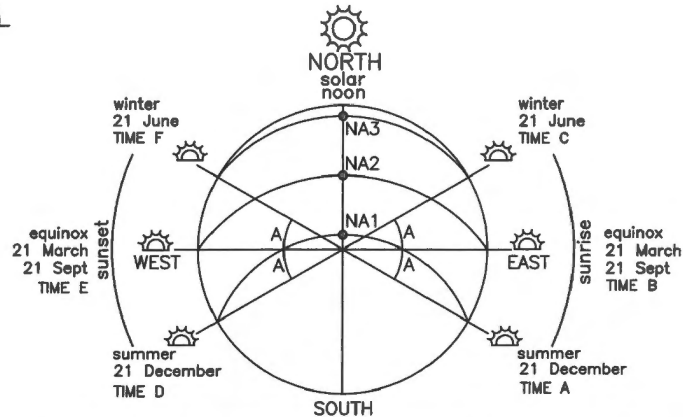 NORTH
solar
noon
winter
21 June
TIME F
winter
21 June
TIME C
NA3
NA2
NA1
A
A
A
A
equinox
21 March
21 Sept
TIME E
sunset
WEST
EAST
sunrise
equinox
21 March
21 Sept
TIME B
summer
21 December
TIME D
summer
21 December
TIME A
SOUTH